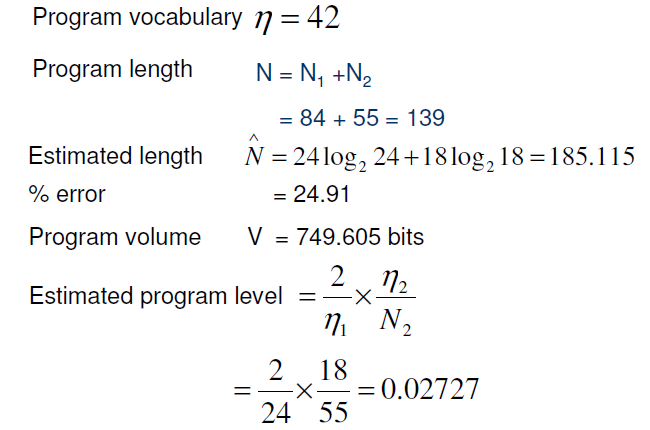 Program vocabulary η = 42
Program length N = N₁ +N₂
= 84 + 55 = 139
Estimated length N̂ = 24 log₂ 24 + 18 log₂ 18 = 185.115
% error = 24.91
Program volume V = 749.605 bits
Estimated program level = 2/η₁ × η₂/N₂
= 2/24 × 18/55 = 0.02727